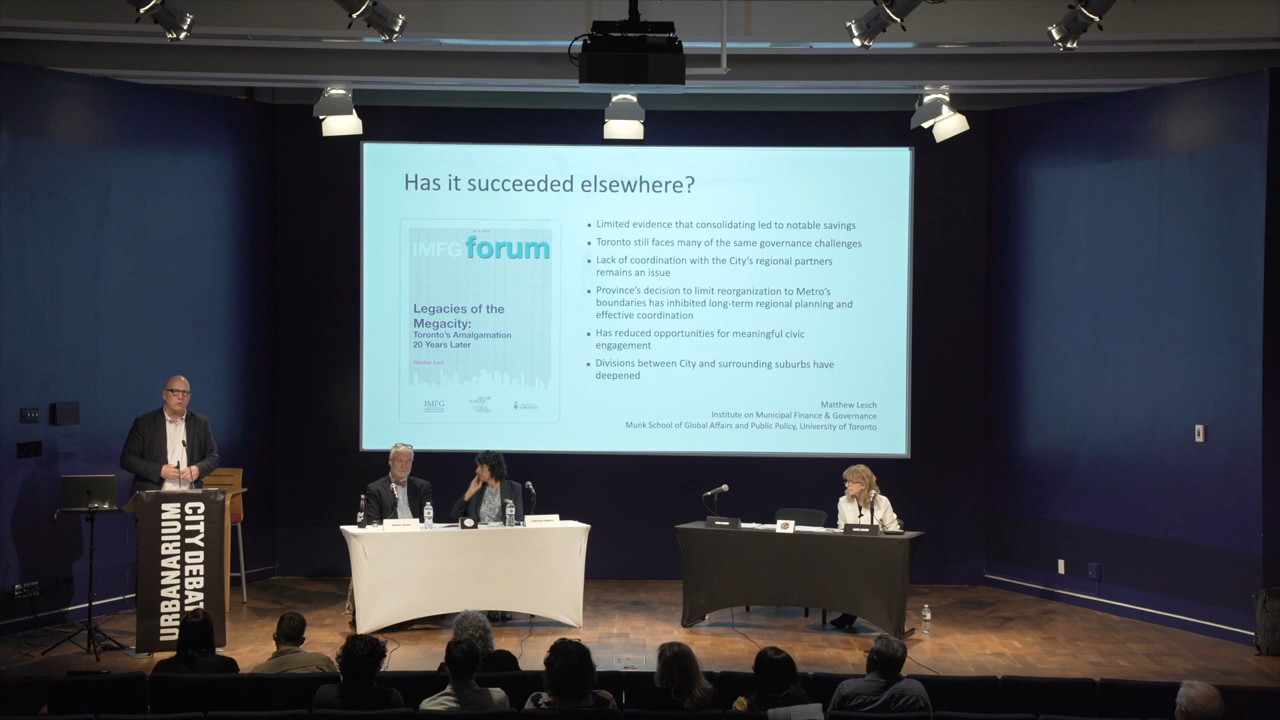 Has it succeeded elsewhere?
IMFG forum
Legacies of the
Megacity:
Toronto's Amalgamation
20 Years Later
▪ Limited evidence that consolidating led to notable savings
▪ Toronto still faces many of the same governance challenges
▪ Lack of coordination with the City's regional partners
remains an issue
▪ Province's decision to limit reorganization to Metro's
boundaries has inhibited long-term regional planning and
effective coordination
▪ Has reduced opportunities for meaningful civic
engagement
▪ Divisions between City and surrounding suburbs have
deepened
Matthew Lesch
Institute on Municipal Finance & Governance
Munk School of Global Affairs and Public Policy, University of Toronto
IMFG
URBANARIUM
CITY DEBAT